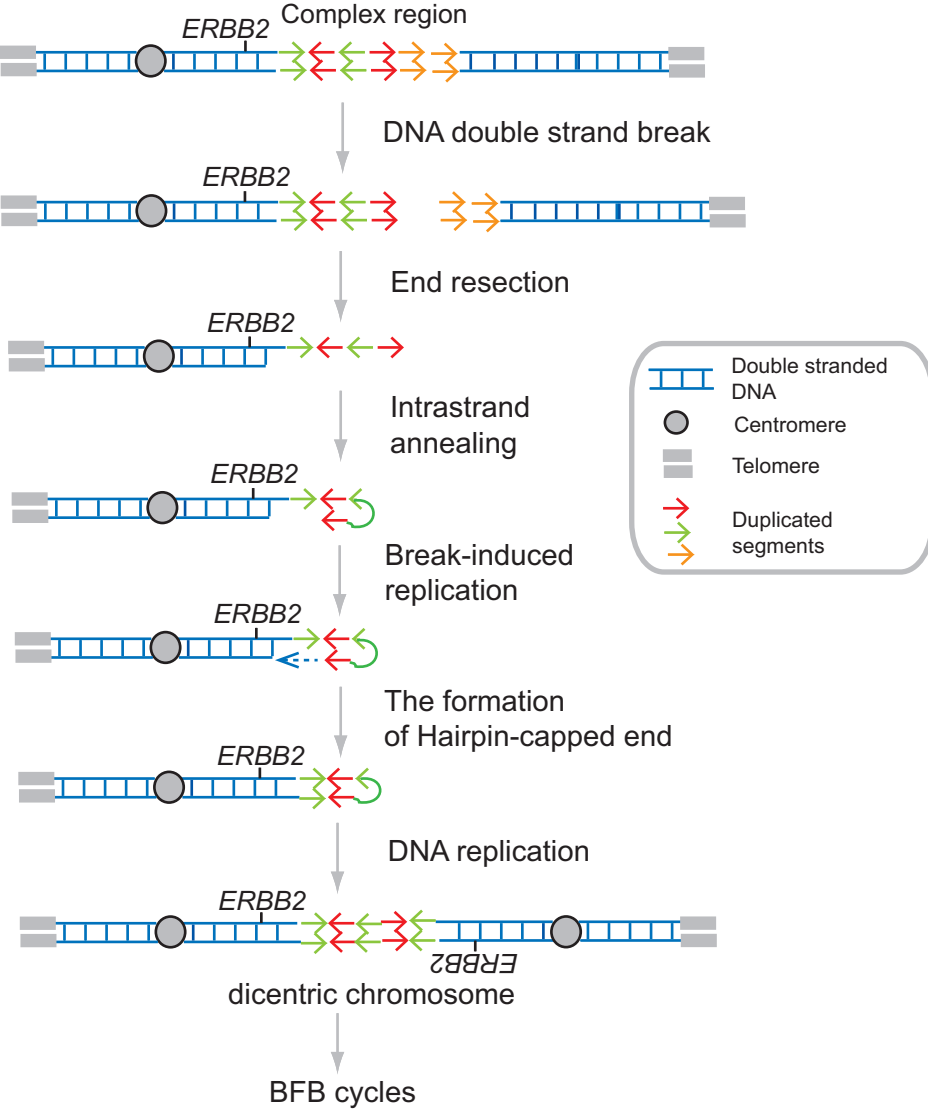 Complex region
ERBB2
DNA double strand break
ERBB2
End resection
ERBB2
Intrastrand
annealing
ERBB2
Break-induced
replication
ERBB2
The formation
of Hairpin-capped end
ERBB2
DNA replication
ERBB2
ERBB2
dicentric chromosome
BFB cycles
Double stranded
DNA
Centromere
Telomere
Duplicated
segments